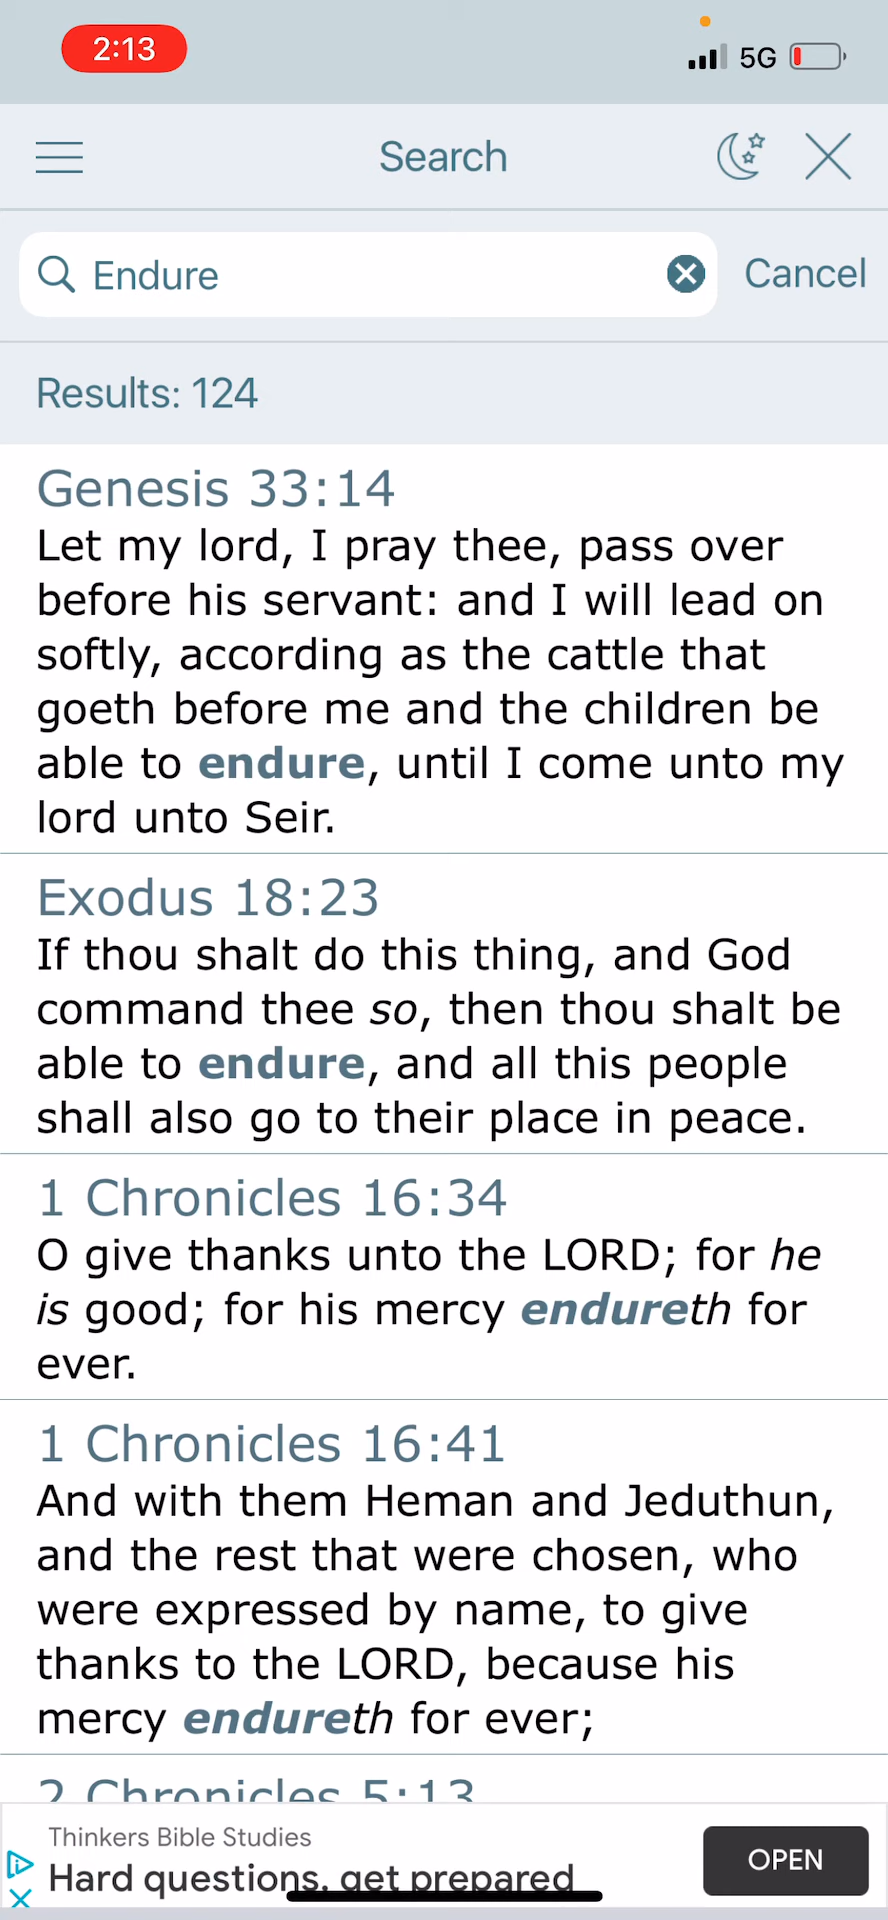 2:13
5G
Search
Endure
Cancel
Results: 124
Genesis 33:14
Let my lord, I pray thee, pass over
before his servant: and I will lead on
softly, according as the cattle that
goeth before me and the children be
able to endure, until I come unto my
lord unto Seir.
Exodus 18:23
If thou shalt do this thing, and God
command thee so, then thou shalt be
able to endure, and all this people
shall also go to their place in peace.
1 Chronicles 16:34
O give thanks unto the LORD; for he
is good; for his mercy endureth for
ever.
1 Chronicles 16:41
And with them Heman and Jeduthun,
and the rest that were chosen, who
were expressed by name, to give
thanks to the LORD, because his
mercy endureth for ever;
2 Chronicles 5:13
Thinkers Bible Studies
Hard questions. get prepared
OPEN